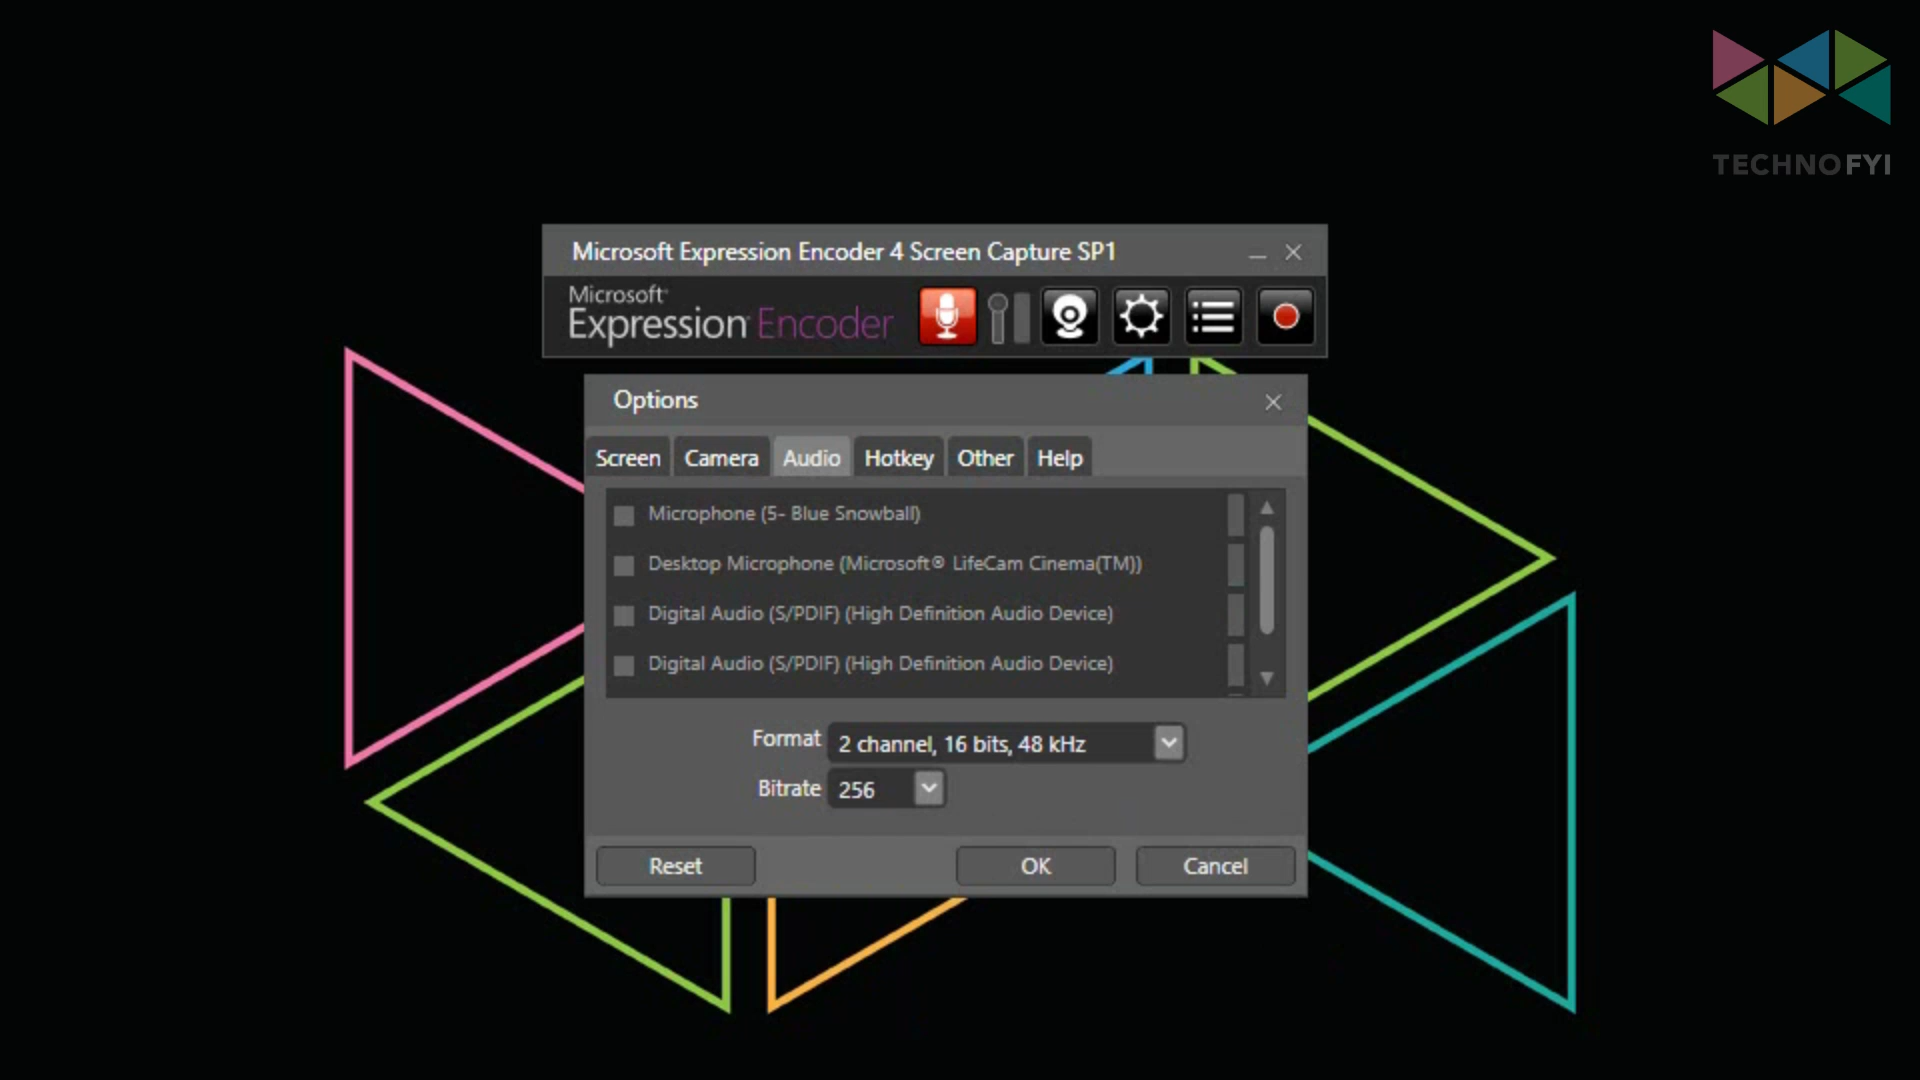 TECHNOFYI
Microsoft Expression Encoder 4 Screen Capture SP1
Microsoft
Expression Encoder
Options
Screen Camera Audio Hotkey Other Help
Microphone (5- Blue Snowball)
Desktop Microphone (Microsoft® LifeCam Cinema(TM))
Digital Audio (S/PDIF) (High Definition Audio Device)
Digital Audio (S/PDIF) (High Definition Audio Device)
Format 2 channel, 16 bits, 48 kHz
Bitrate 256
Reset OK Cancel